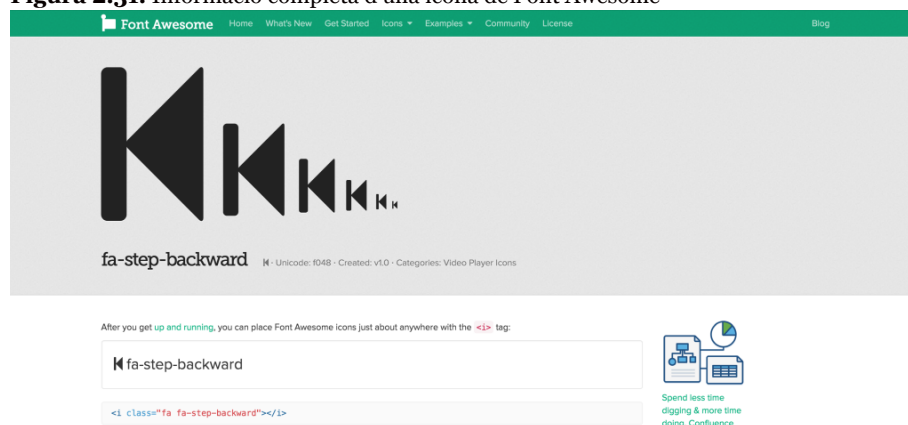 Figura 2.31. Informació completa d'una icona de Font Awesome
Font Awesome Home What's New Get Started Icons Examples Community License Blog
fa-step-backward · Unicode: f048 · Created: v1.0 · Categories: Video Player Icons
After you get up and running, you can place Font Awesome icons just about anywhere with the <i> tag:
fa-step-backward
<i class="fa fa-step-backward"></i>
Spend less time
digging & more time
doing. Confluence